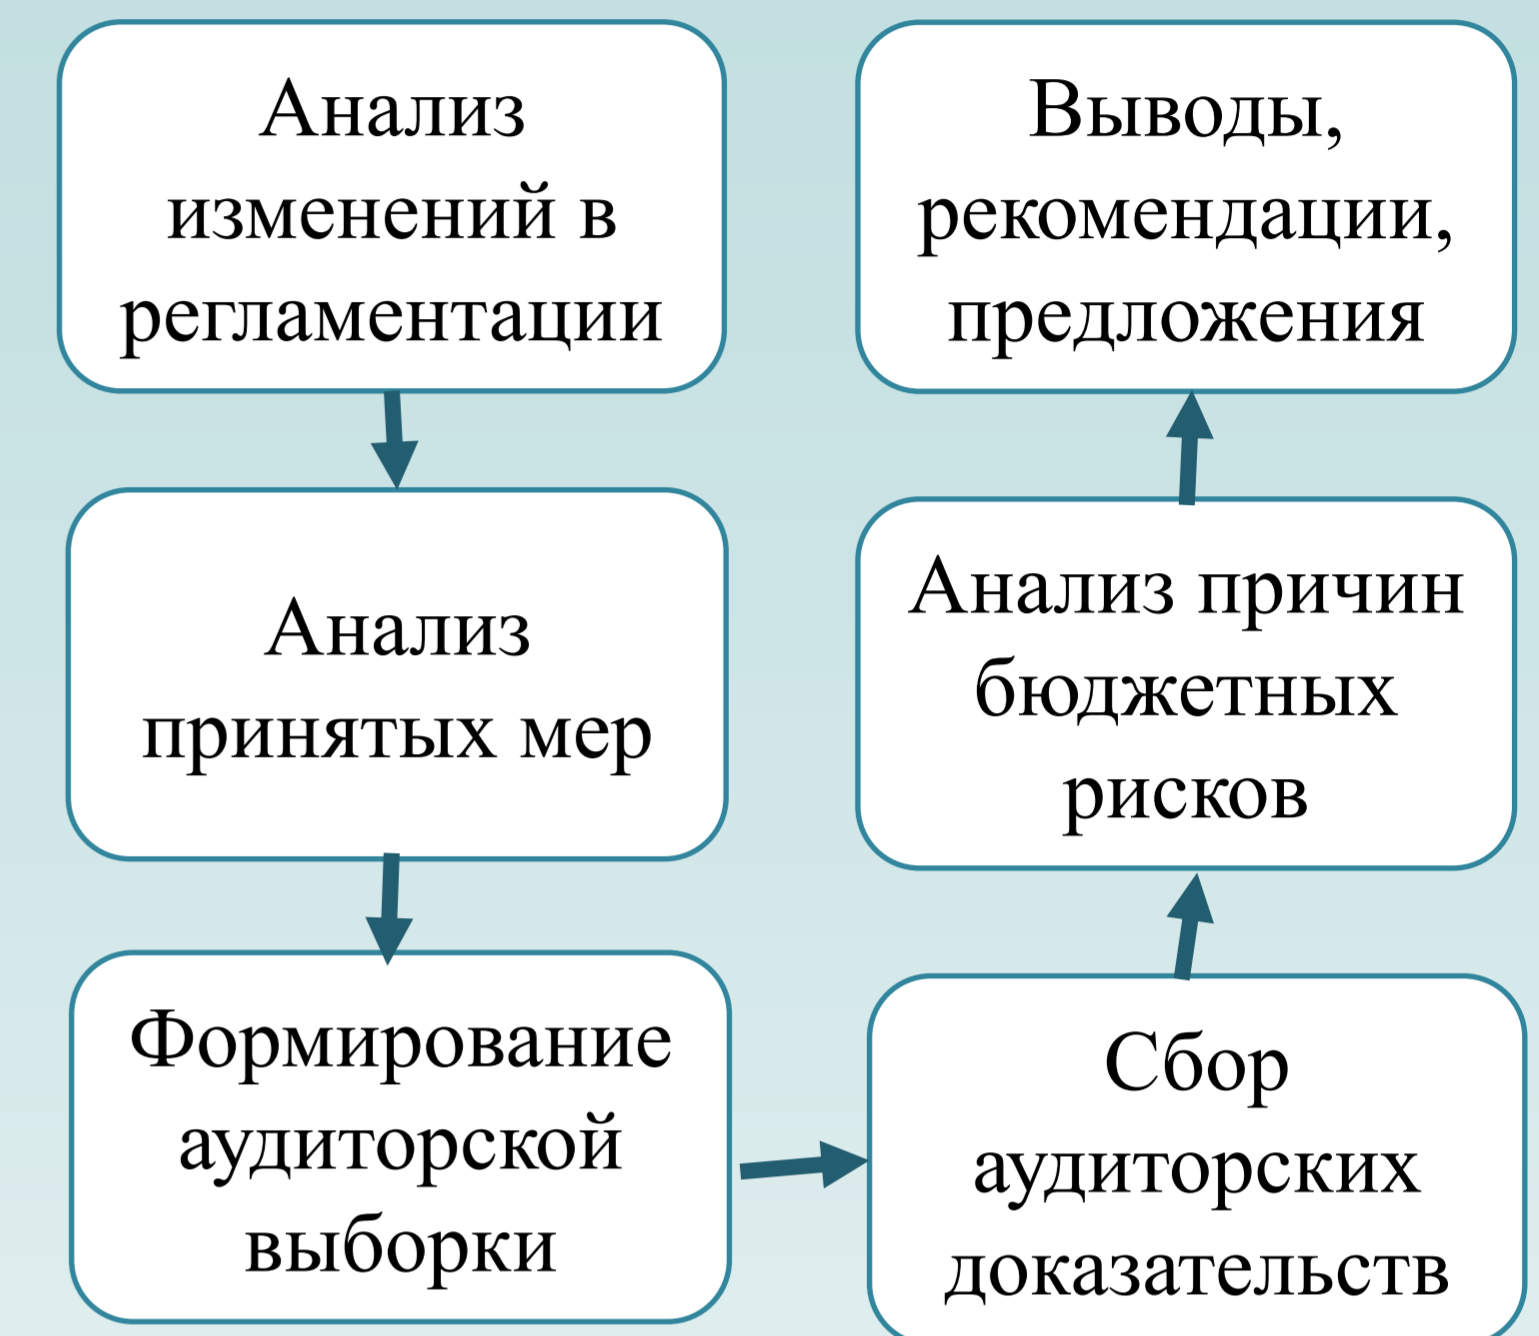 Анализ
изменений в
регламентации
Анализ
принятых мер
Формирование
аудиторской
выборки
Сбор
аудиторских
доказательств
Анализ причин
бюджетных
рисков
Выводы,
рекомендации,
предложения